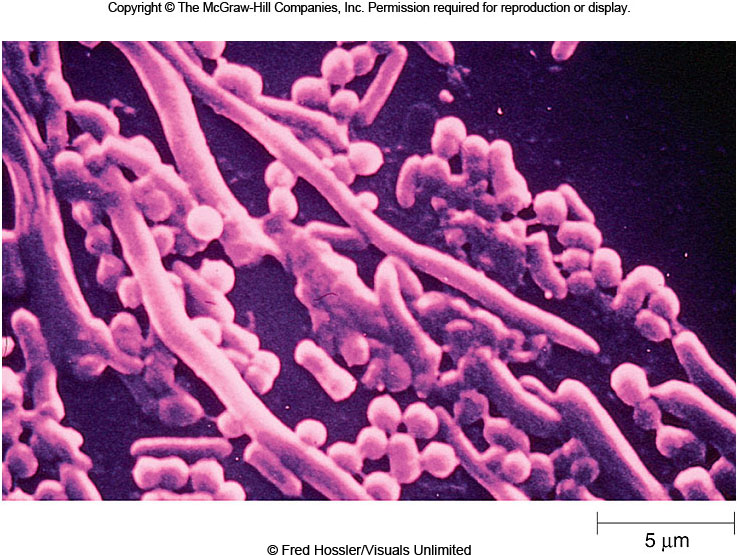 Copyright © The McGraw-Hill Companies, Inc. Permission required for reproduction or display.
5 µm
© Fred Hossler/Visuals Unlimited